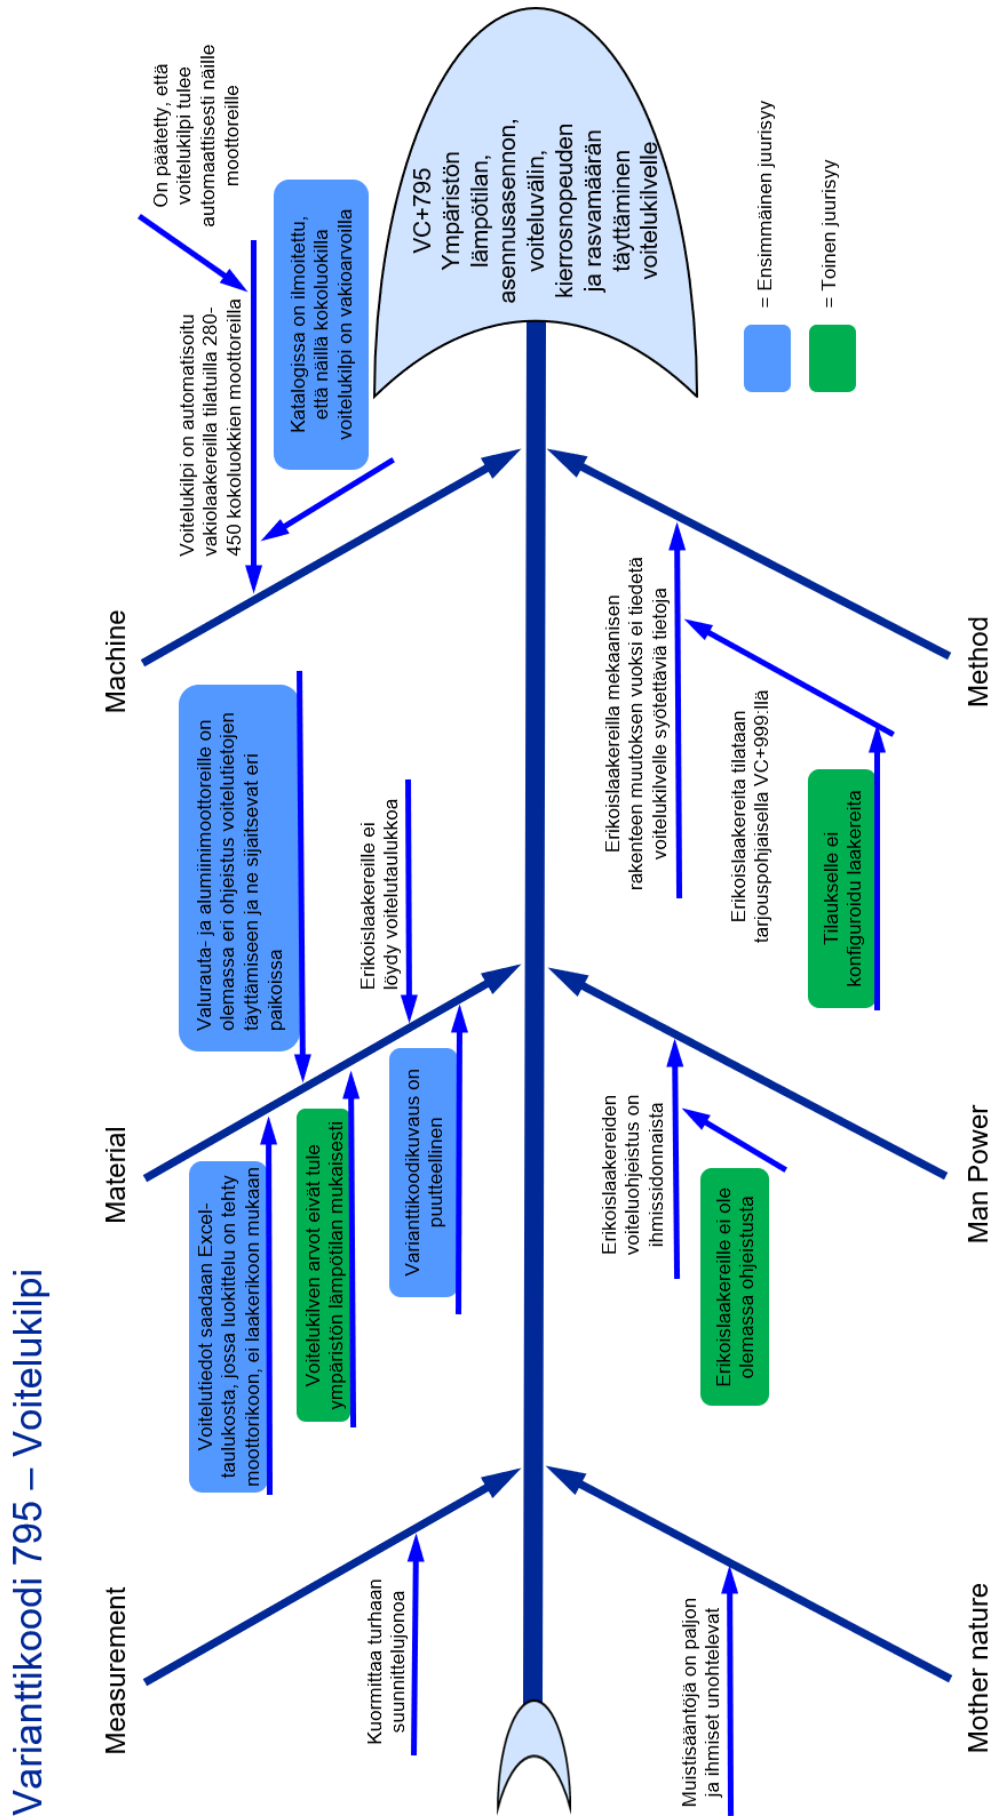 Varianttikoodi 795 – Voitelukilpi
Measurement
Material
Machine
Kuormittaa turhaan
suunnittelujonoa
Voitelutiedot saadaan Excel-
taulukosta, jossa luokittelu on tehty
moottorikoon, ei laakerikoon mukaan
Voitelukilven arvot eivät tule
ympäristön lämpötilan mukaisesti
Varianttikoodikuvaus on
puutteellinen
Valurauta- ja alumiinimoottoreille on
olemassa eri ohjeistus voitelutietojen
täyttämiseen ja ne sijaitsevat eri
paikoissa
Erikoislaakereille ei
löydy voitelutaulukkoa
Voitelukilpi on automatisoitu
vakiolaakereilla tilatuilla 280-
450 kokoluokkien moottoreilla
On päätetty, että
voitelukilpi tulee
automaattisesti näille
moottoreille
Katalogissa on ilmoitettu,
että näillä kokoluokilla
voitelukilpi on vakioarvoilla
VC+795
Ympäristön
lämpötilan,
asennusasennon,
voiteluvälin,
kierrosnopeuden
ja rasvamäärän
täyttäminen
voitelukilvelle
Muistisääntöjä on paljon
ja ihmiset unohtelevat
Erikoislaakereiden
voiteluohjeistus on
ihmissidonnaista
Erikoislaakereille ei ole
olemassa ohjeistusta
Erikoislaakereilla mekaanisen
rakenteen muutoksen vuoksi ei tiedetä
voitelukilvelle syötettäviä tietoja
Erikoislaakereita tilataan
tarjouspohjaisella VC+999:llä
Tilaukselle ei
konfiguroidu laakereita
= Ensimmäinen juurisyy
= Toinen juurisyy
Mother nature
Man Power
Method